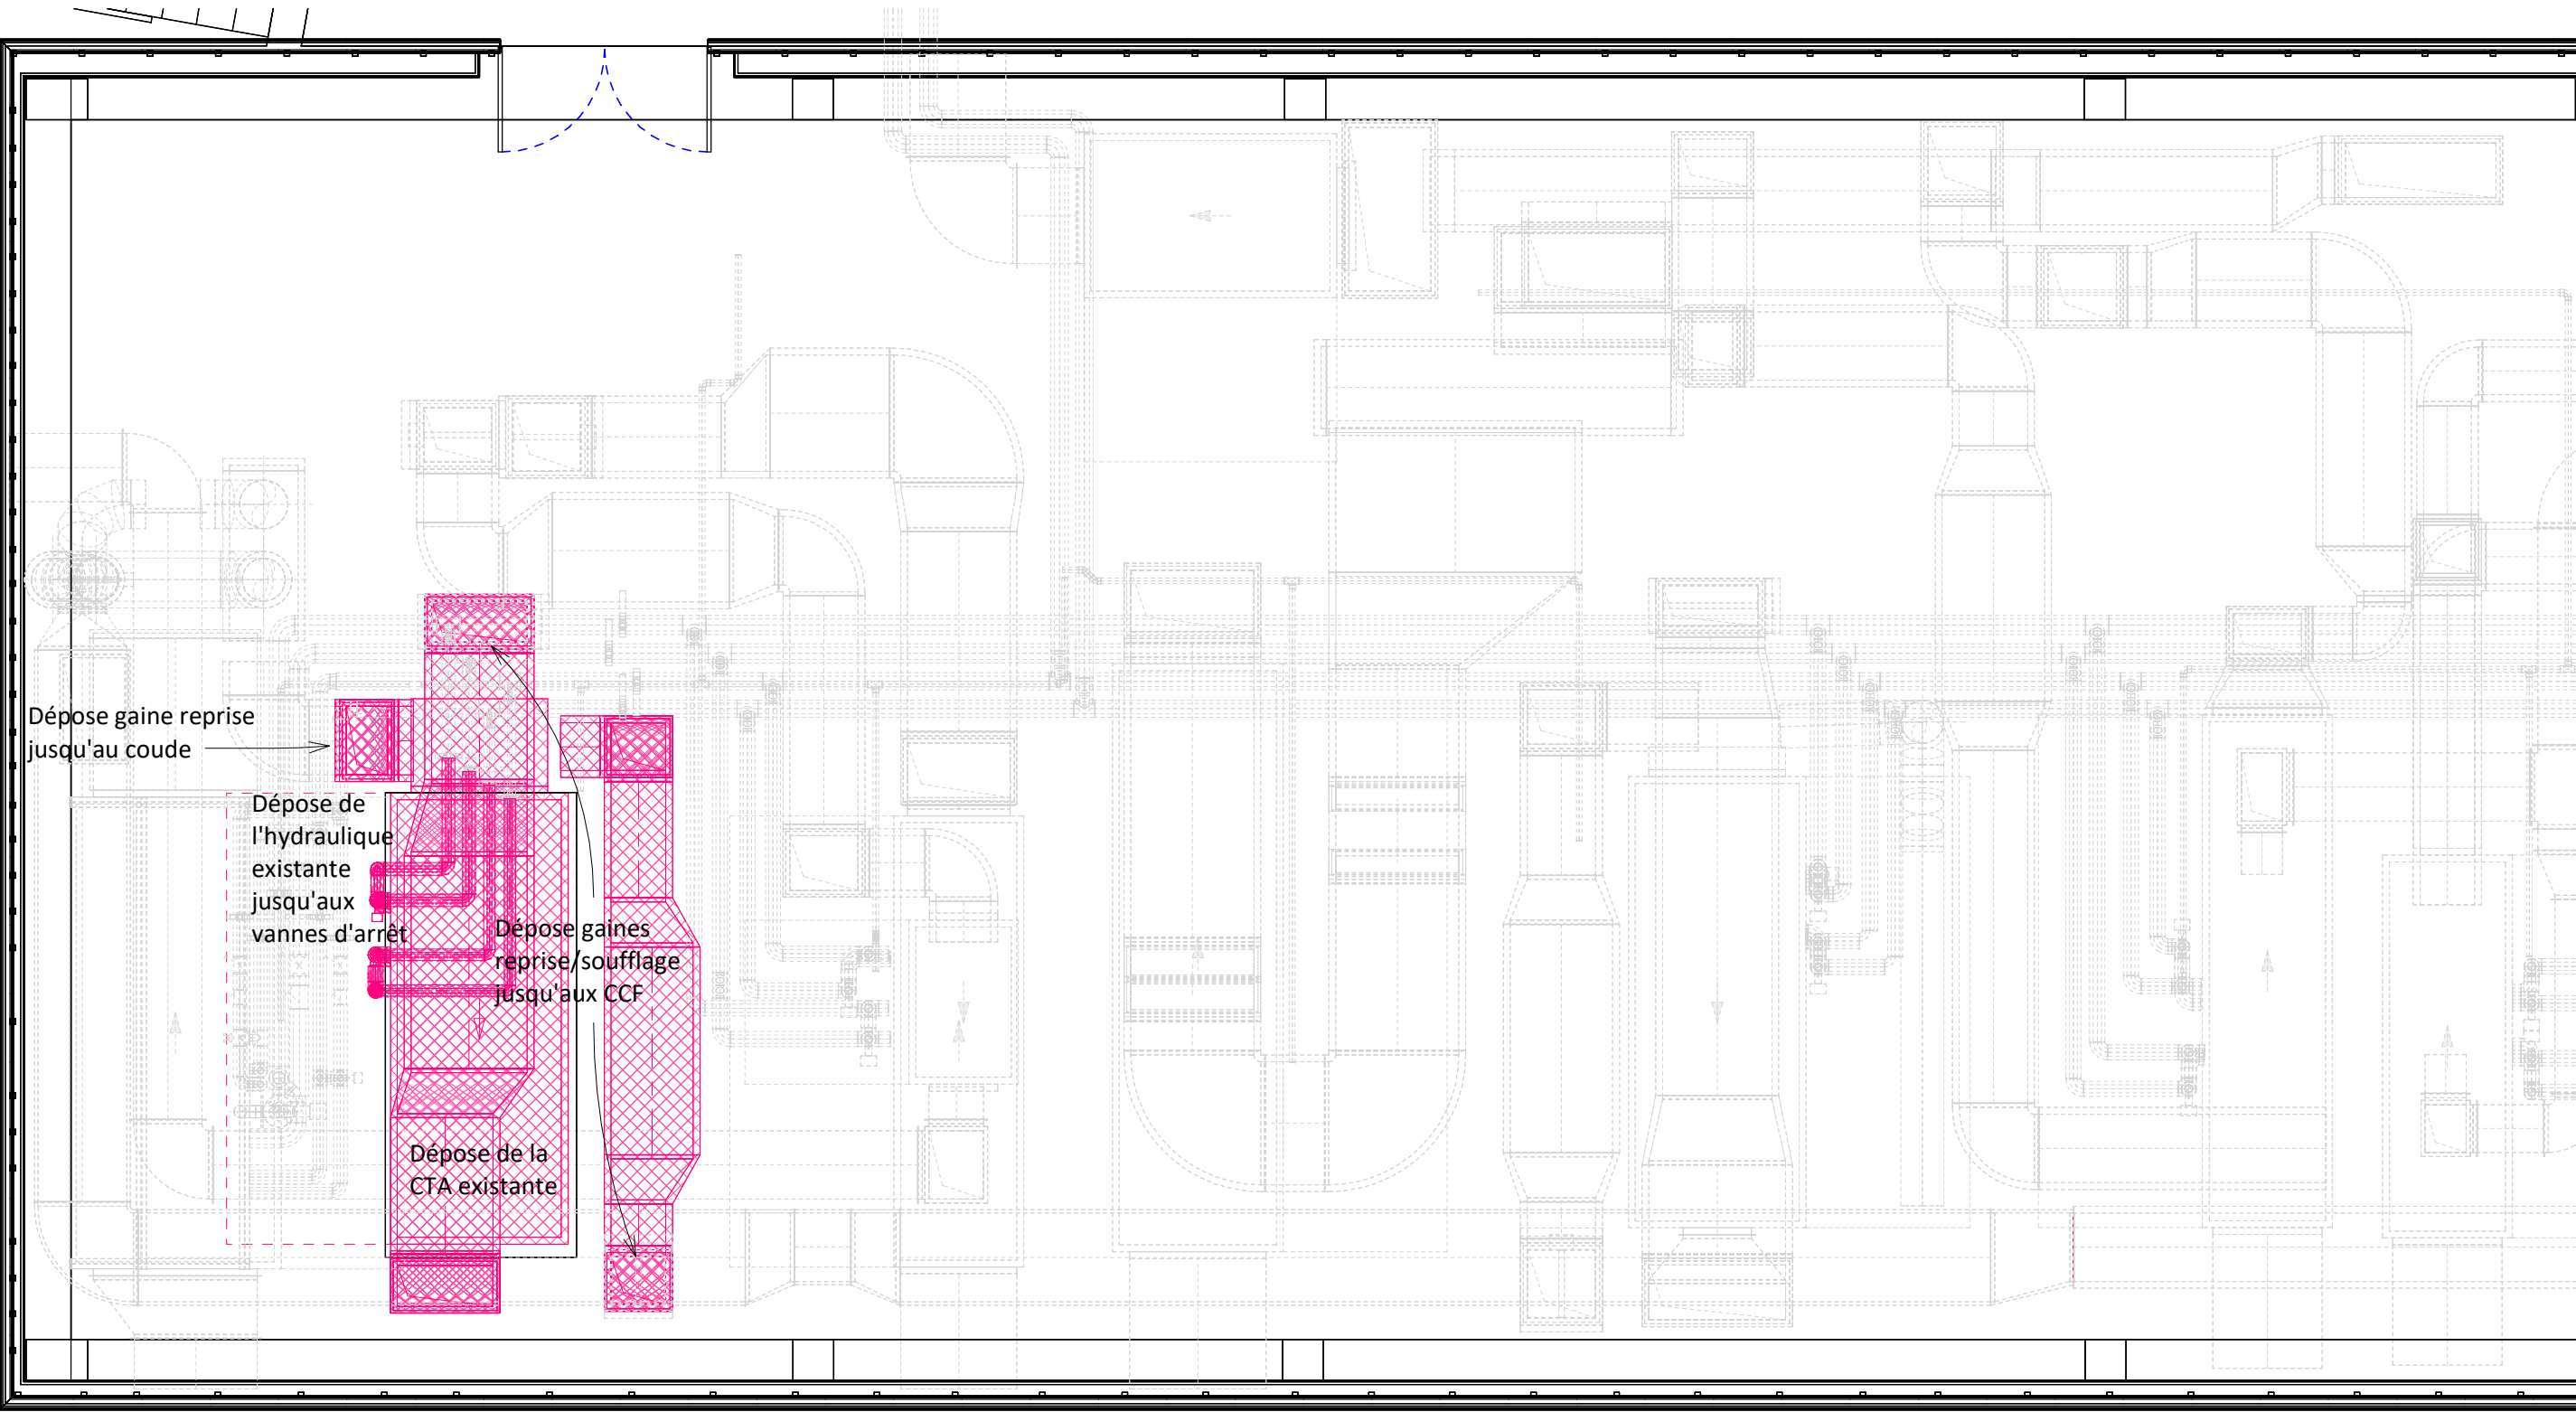 Dépose gaine reprise
jusqu'au coude
Dépose de
l'hydraulique
existante
jusqu'aux
vannes d'arrêt
Dépose gaines
reprise/soufflage
jusqu'aux CCF
Dépose de la
CTA existante